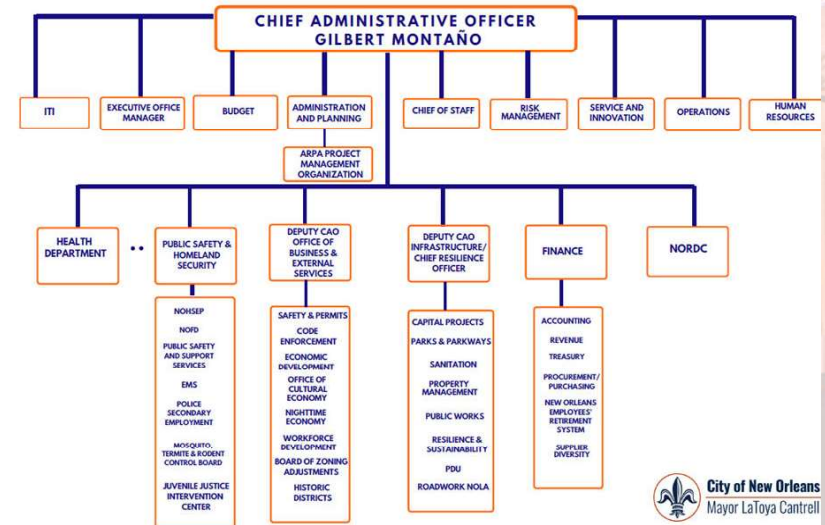 CHIEF ADMINISTRATIVE OFFICER
GILBERT MONTAÑO
ITI
EXECUTIVE OFFICE
MANAGER
BUDGET
ADMINISTRATION
AND PLANNING
CHIEF OF STAFF
RISK
MANAGEMENT
SERVICE AND
INNOVATION
OPERATIONS
HUMAN
RESOURCES
ARPA PROJECT
MANAGEMENT
ORGANIZATION
HEALTH
DEPARTMENT
PUBLIC SAFETY &
HOMELAND
SECURITY
DEPUTY CAO
OFFICE OF
BUSINESS &
EXTERNAL
SERVICES
DEPUTY CAO
INFRASTRUCTURE/
CHIEF RESILIENCE
OFFICER
FINANCE
NORDC
NOHSEP
NOFD
PUBLIC SAFETY
AND SUPPORT
SERVICES
EMS
POLICE
SECONDARY
EMPLOYMENT
MOSQUITO,
TERMITE & RODENT
CONTROL BOARD
JUVENILE JUSTICE
INTERVENTION
CENTER
SAFETY & PERMITS
CODE
ENFORCEMENT
ECONOMIC
DEVELOPMENT
OFFICE OF
CULTURAL
ECONOMY
NIGHTTIME
ECONOMY
WORKFORCE
DEVELOPMENT
BOARD OF ZONING
ADJUSTMENTS
HISTORIC
DISTRICTS
CAPITAL PROJECTS
PARKS & PARKWAYS
SANITATION
PROPERTY
MANAGEMENT
PUBLIC WORKS
RESILIENCE &
SUSTAINABILITY
PDU
ROADWORK NOLA
ACCOUNTING
REVENUE
TREASURY
PROCUREMENT/
PURCHASING
NEW ORLEANS
EMPLOYEES'
RETIREMENT
SYSTEM
SUPPLIER
DIVERSITY
City of New Orleans
Mayor LaToya Cantrell